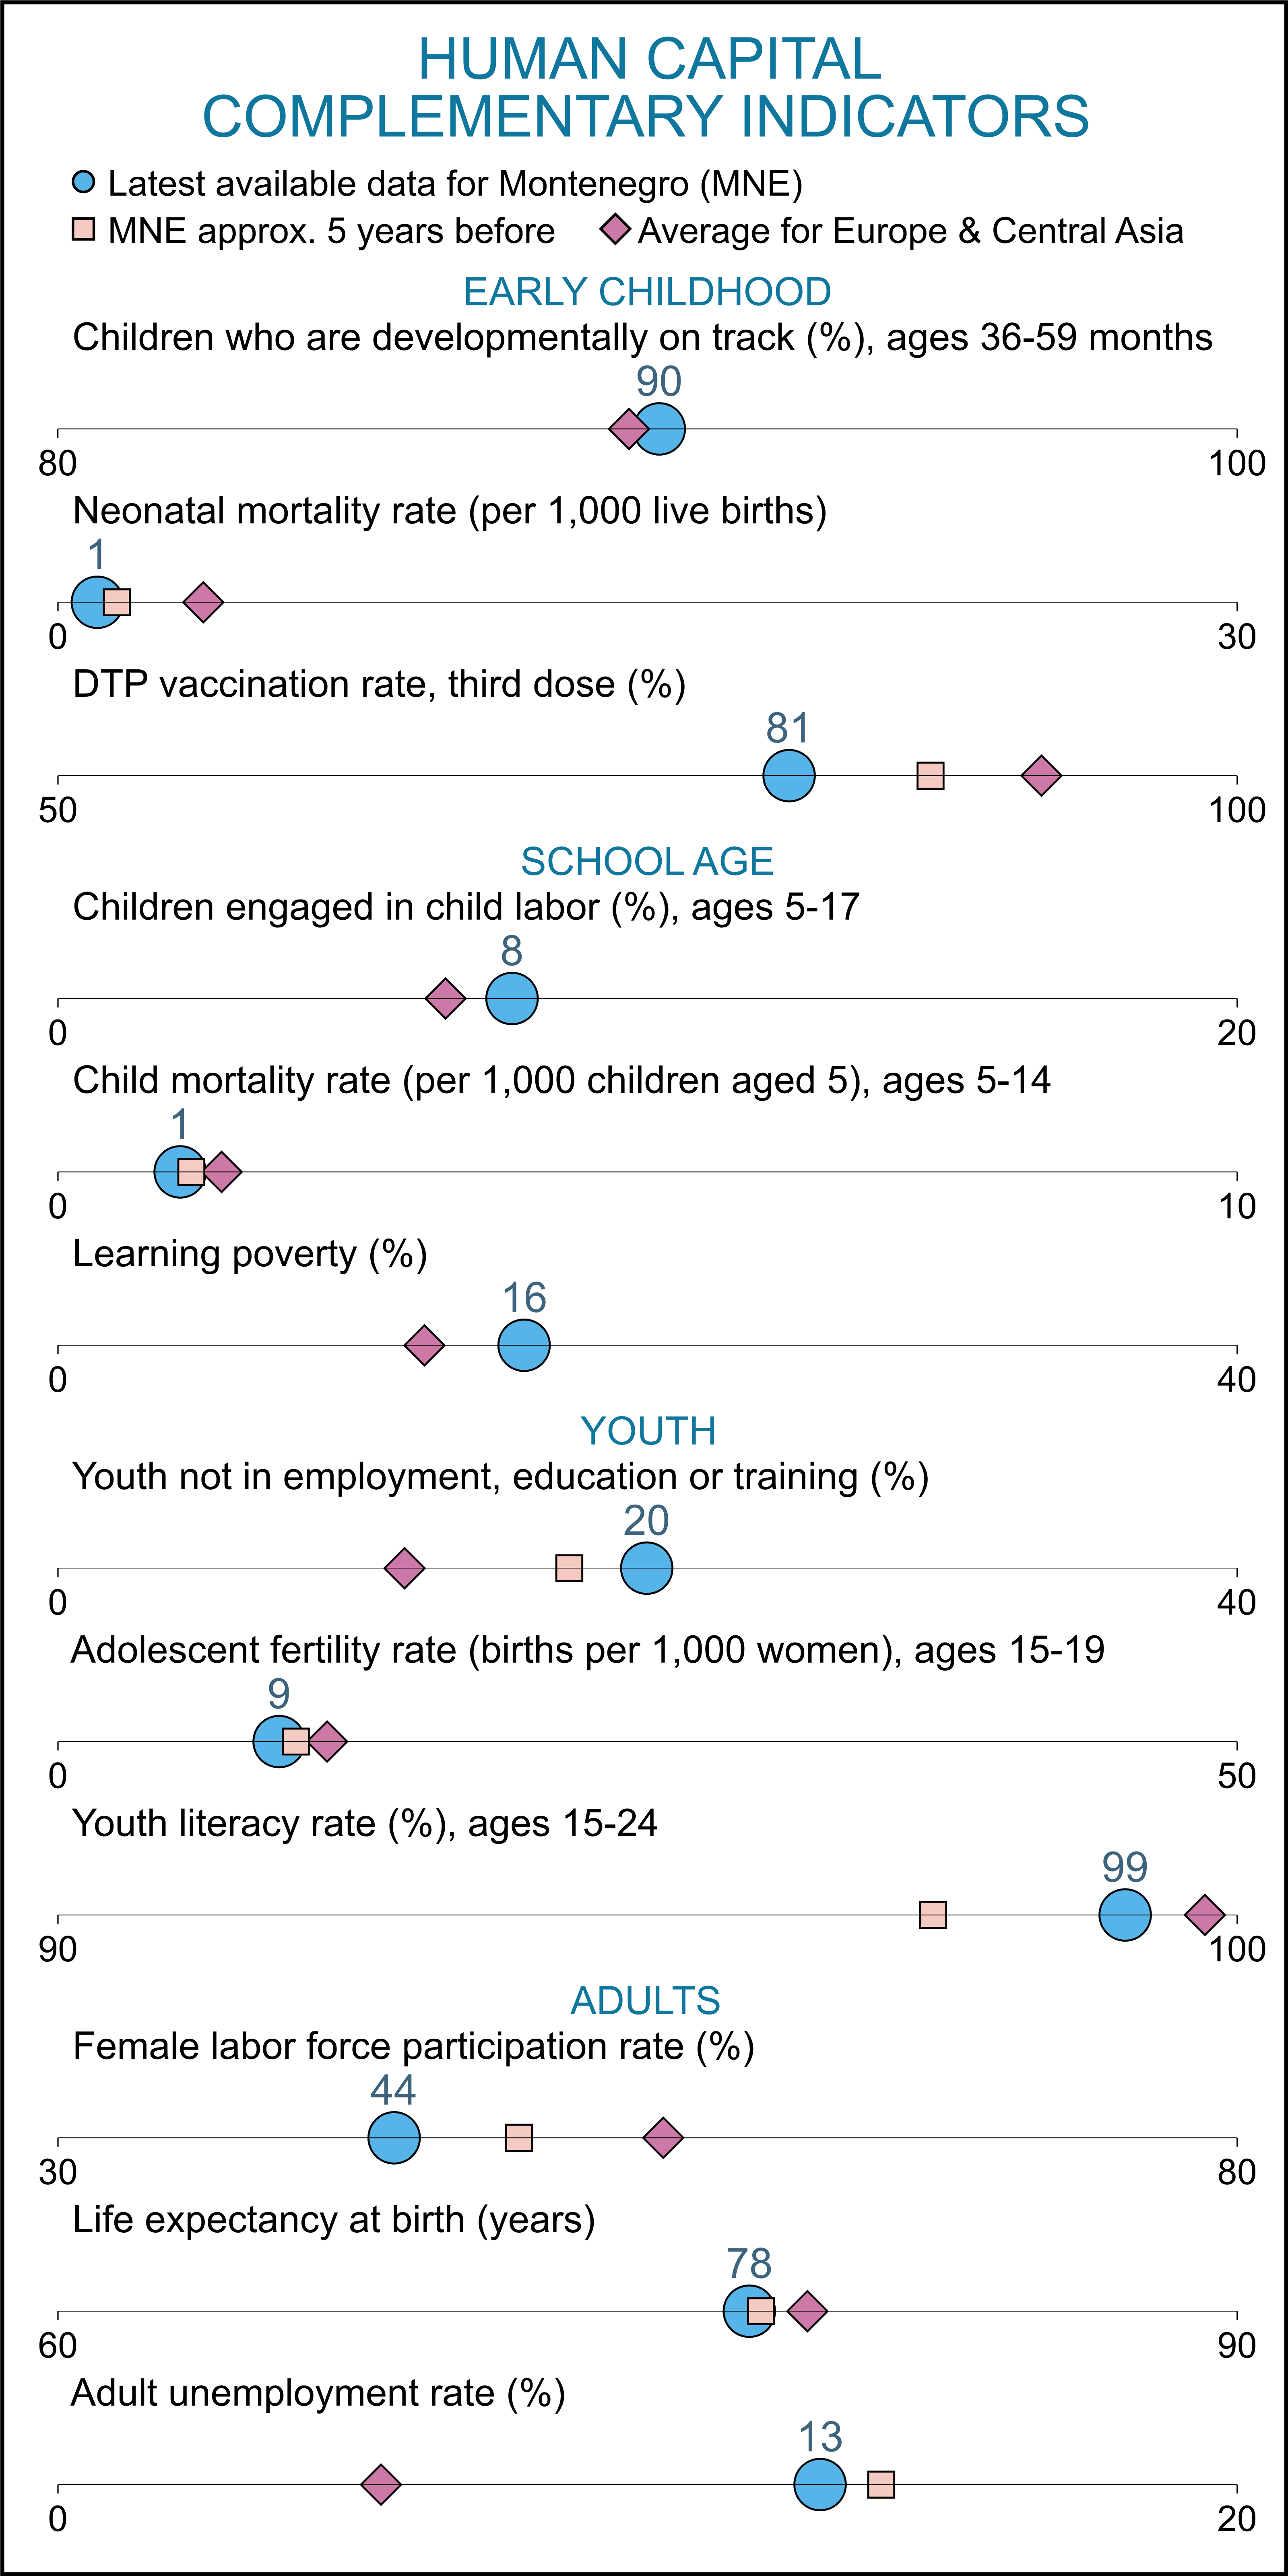 HUMAN CAPITAL
COMPLEMENTARY INDICATORS
Latest available data for Montenegro (MNE)
MNE approx. 5 years before Average for Europe & Central Asia
EARLY CHILDHOOD
Children who are developmentally on track (%), ages 36-59 months
90
80 100
Neonatal mortality rate (per 1,000 live births)
1
0 30
DTP vaccination rate, third dose (%)
81
50 100
SCHOOL AGE
Children engaged in child labor (%), ages 5-17
8
0 20
Child mortality rate (per 1,000 children aged 5), ages 5-14
1
0 10
Learning poverty (%)
16
0 40
YOUTH
Youth not in employment, education or training (%)
20
0 40
Adolescent fertility rate (births per 1,000 women), ages 15-19
9
0 50
Youth literacy rate (%), ages 15-24
99
90 100
ADULTS
Female labor force participation rate (%)
44
30 80
Life expectancy at birth (years)
78
60 90
Adult unemployment rate (%)
13
0 20